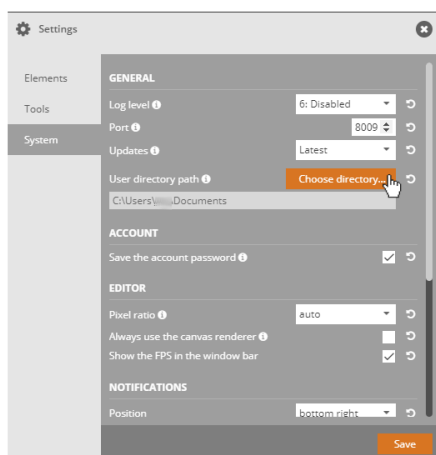 Settings
Elements
Tools
System
GENERAL
Log level 6: Disabled
Port 8009
Updates Latest
User directory path Choose directory...
C:\Users\ Documents
ACCOUNT
Save the account password
EDITOR
Pixel ratio auto
Always use the canvas renderer
Show the FPS in the window bar
NOTIFICATIONS
Position bottom right
Save